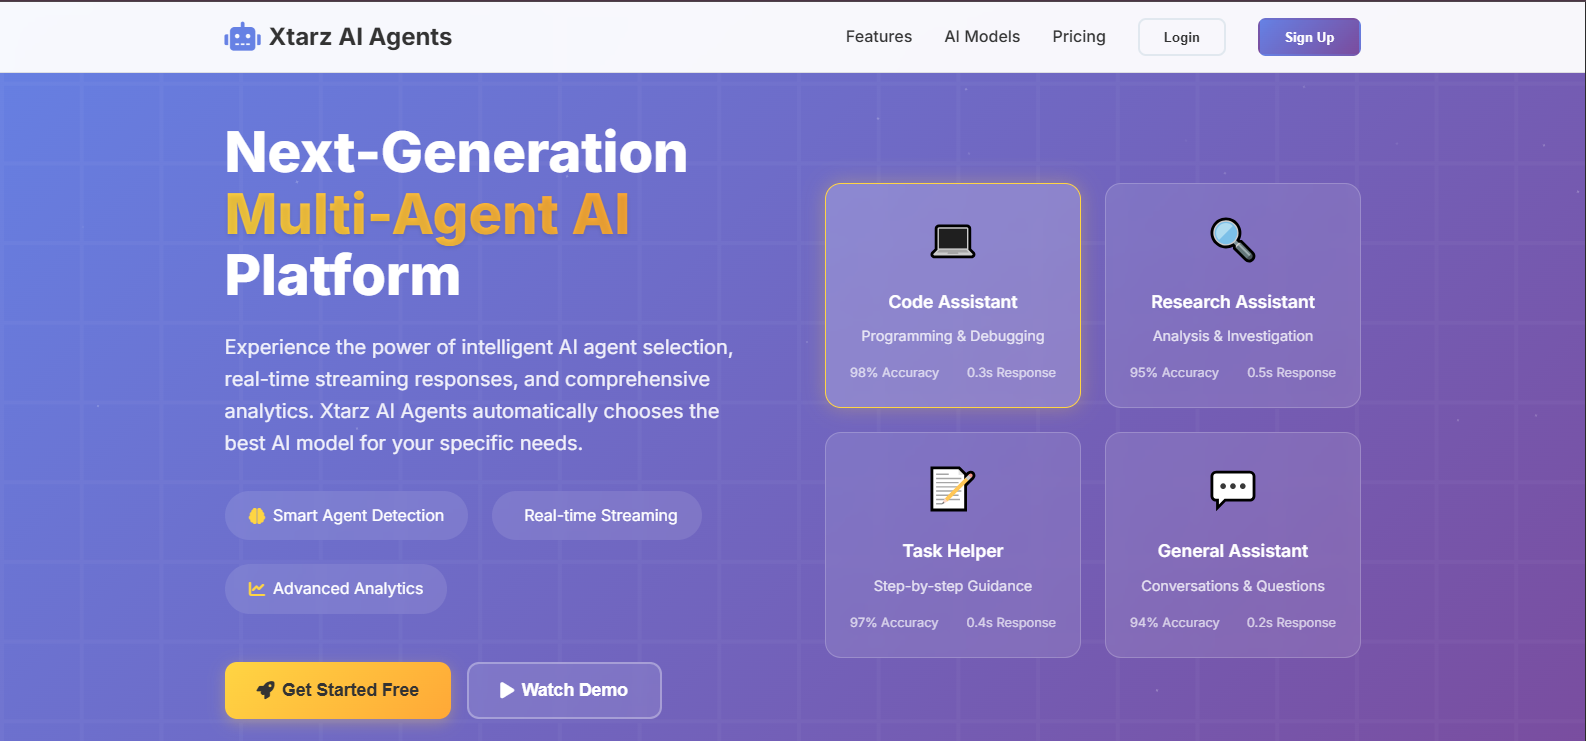 Xtarz AI Agents
Features
AI Models
Pricing
Login
Sign Up
Next-Generation
Multi-Agent AI
Platform
Experience the power of intelligent AI agent selection,
real-time streaming responses, and comprehensive
analytics. Xtarz AI Agents automatically chooses the
best AI model for your specific needs.
Smart Agent Detection
Real-time Streaming
Advanced Analytics
Get Started Free
Watch Demo
Code Assistant
Programming & Debugging
98% Accuracy
0.3s Response
Research Assistant
Analysis & Investigation
95% Accuracy
0.5s Response
Task Helper
Step-by-step Guidance
97% Accuracy
0.4s Response
General Assistant
Conversations & Questions
94% Accuracy
0.2s Response